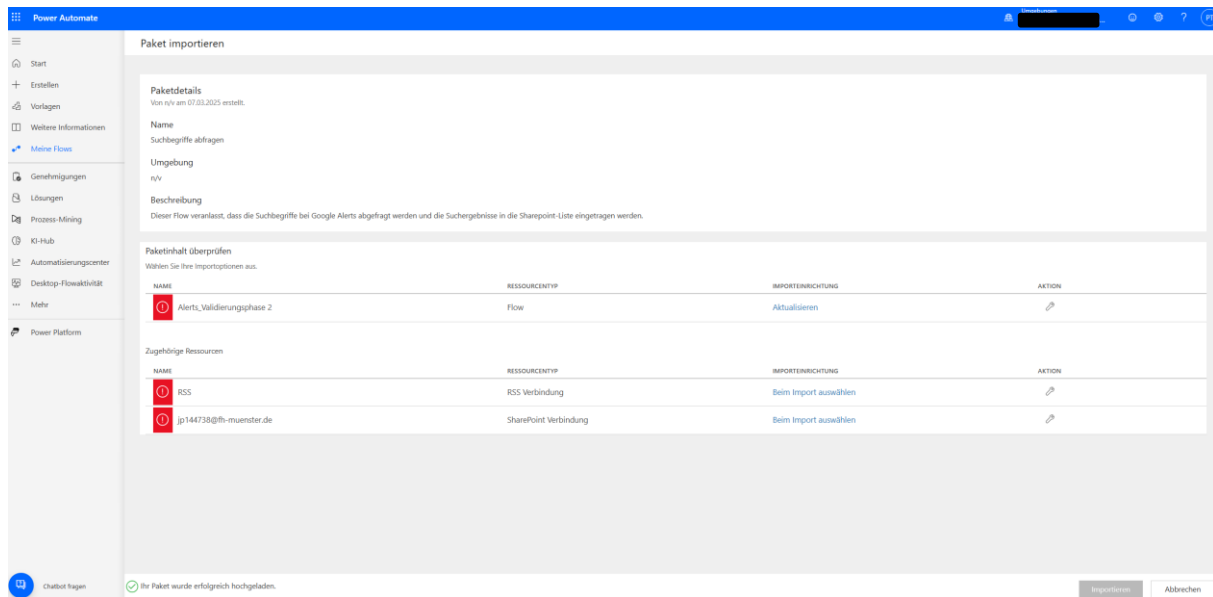 Power Automate
Umgebungen
PT
Paket importieren
Start
Erstellen
Vorlagen
Weitere Informationen
Meine Flows
Genehmigungen
Lösungen
Prozess-Mining
KI-Hub
Automatisierungscenter
Desktop-Flowaktivität
Mehr
Power Platform
Paketdetails
Von n/v am 07.03.2025 erstellt.
Name
Suchbegriffe abfragen
Umgebung
n/v
Beschreibung
Dieser Flow veranlasst, dass die Suchbegriffe bei Google Alerts abgefragt werden und die Suchergebnisse in die Sharepoint-Liste eingetragen werden.
Paketinhalt überprüfen
Wählen Sie Ihre Importoptionen aus.
NAME RESSOURCENTYP IMPORTEINRICHTUNG AKTION
Alerts_Validierungsphase 2 Flow Aktualisieren
Zugehörige Ressourcen
NAME RESSOURCENTYP IMPORTEINRICHTUNG AKTION
RSS RSS Verbindung Beim Import auswählen
jp144738@fh-muenster.de SharePoint Verbindung Beim Import auswählen
Chatbot fragen
Ihr Paket wurde erfolgreich hochgeladen.
Importieren Abbrechen